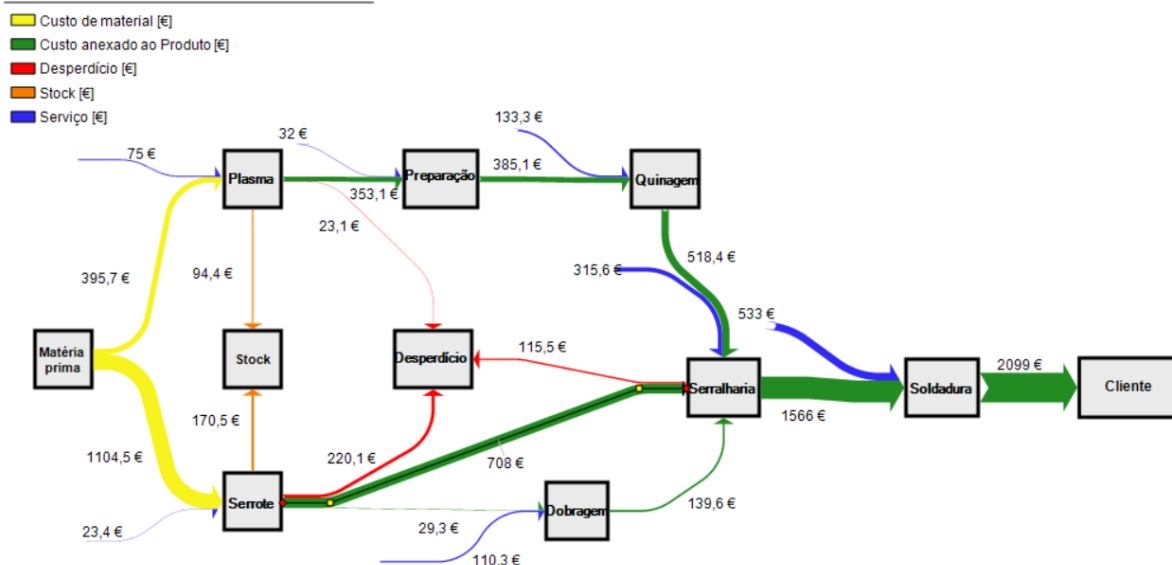 Custo de material [€]
Custo anexado ao Produto [€]
Desperdício [€]
Stock [€]
Serviço [€]
133,3 €
32 €
75 €
385,1 €
Plasma
Preparação
Quinagem
353,1 €
23,1 €
518,4 €
315,6 €
395,7 €
94,4 €
533 €
Matéria
prima
Stock
Desperdício
115,5 €
2099 €
Serralharia
Soldadura
Cliente
1566 €
170,5 €
1104,5 €
220,1 €
708 €
Serrote
139,6 €
Dobragem
23,4 €
29,3 €
110,3 €